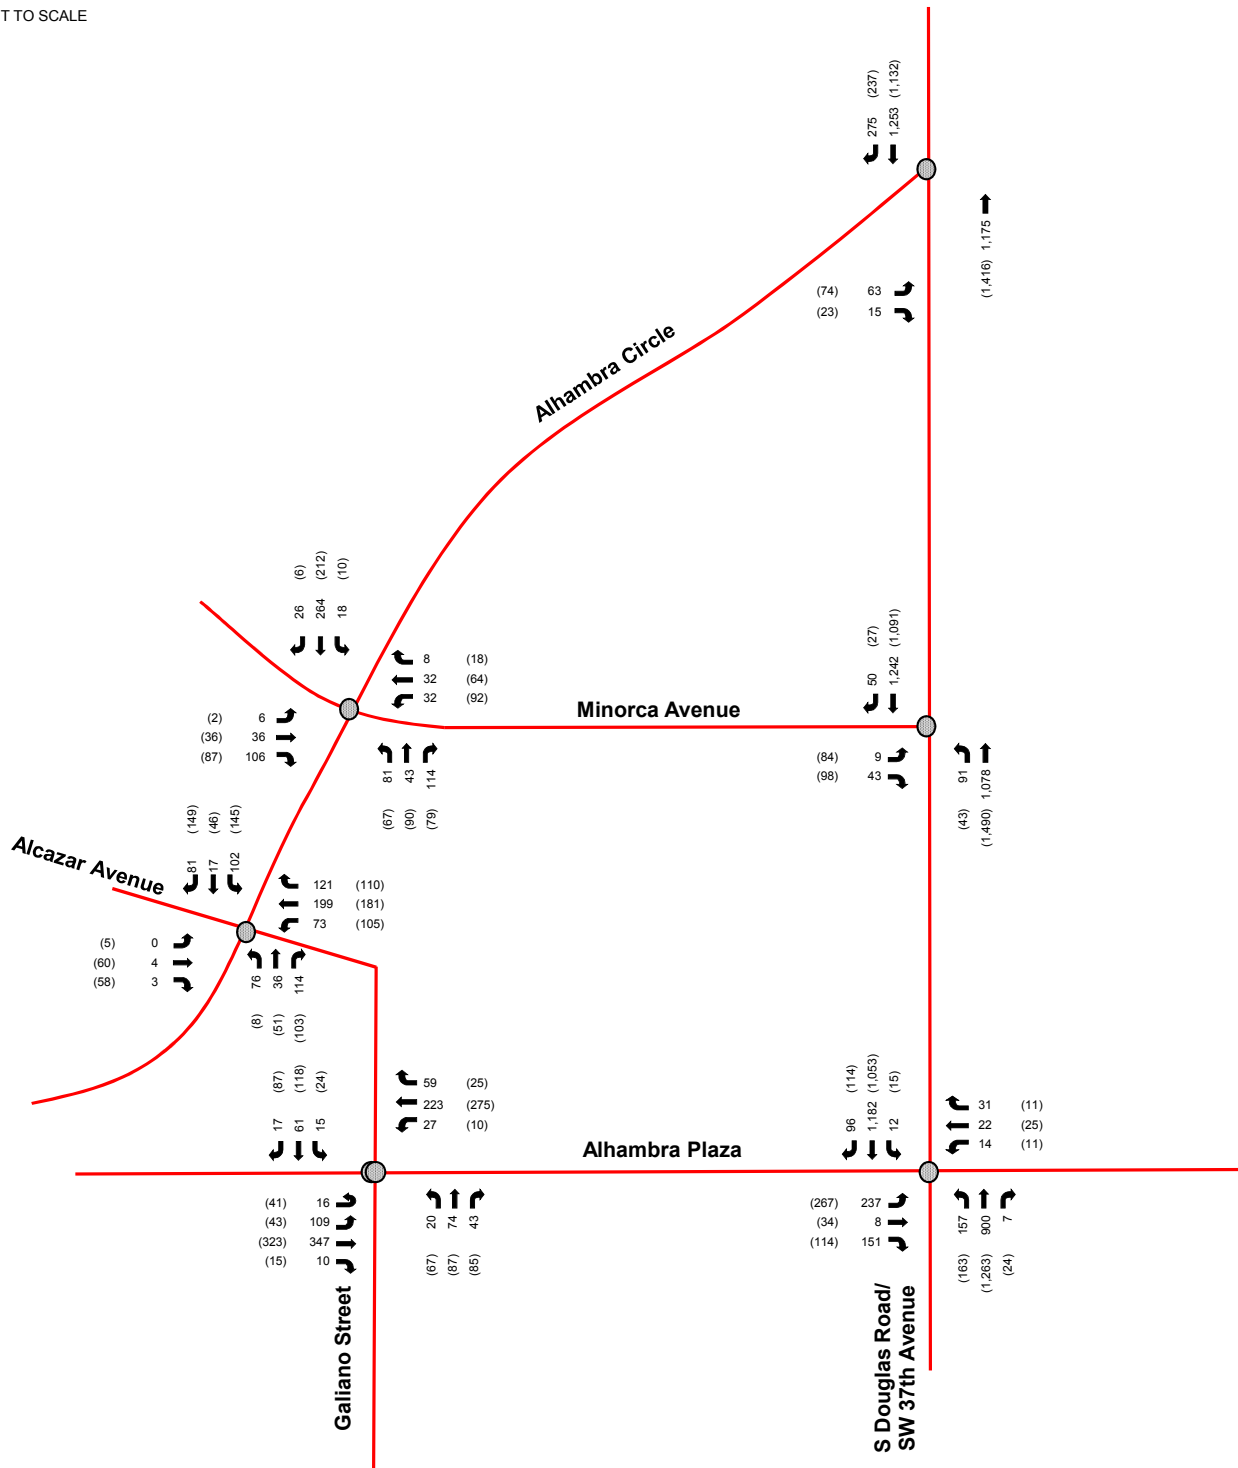 T TO SCALE
(237) (1,132)
275 1,253
(1,416) 1,175
(74) 63
(23) 15
Alhambra Circle
(6) (212) (10)
26 264 18
8 (18)
32 (64)
32 (92)
(2) 6
(36) 36
(87) 106
81 43 114
(67) (90) (79)
Minorca Avenue
(27) (1,091)
50 1,242
(84) 9
(98) 43
91 1,078
(43) (1,490)
Alcazar Avenue
(149) (46) (145)
81 17 102
121 (110)
199 (181)
73 (105)
(5) 0
(60) 4
(58) 3
76 36 114
(8) (51) (103)
(87) (118) (24)
17 61 15
59 (25)
223 (275)
27 (10)
Alhambra Plaza
(114) (1,053) (15)
96 1,182 12
31 (11)
22 (25)
14 (11)
(41) 16
(43) 109
(323) 347
(15) 10
20 74 43
(67) (87) (85)
(267) 237
(34) 8
(114) 151
157 900 7
(163) (1,263) (24)
Galiano Street
S Douglas Road/
SW 37th Avenue